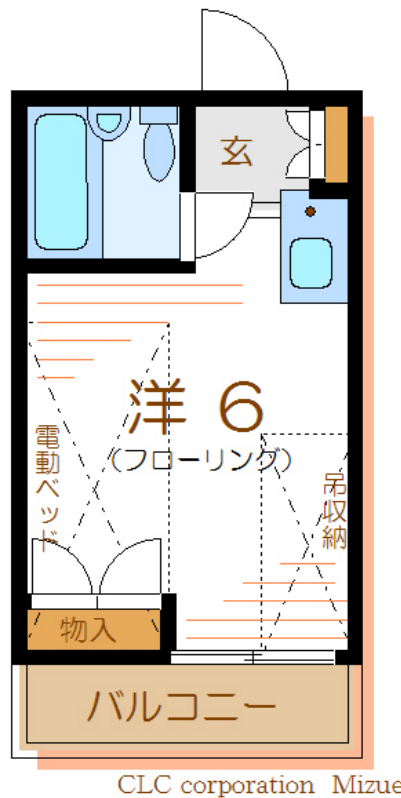 玄
洋 6
(フローリング)
電動ベッド
吊収納
物入
バルコニー
CLC corporation Mizue